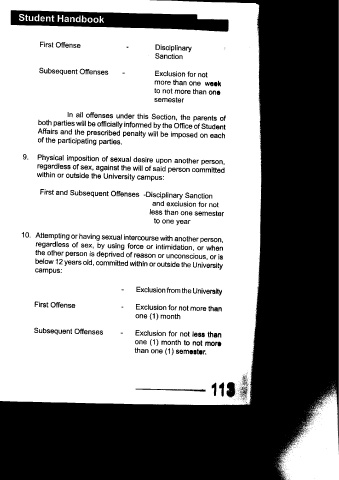 Student Handbook
First Offense - Disciplinary
Sanction
Subsequent Offenses - Exclusion for not
more than one week
to not more than one
semester
In all offenses under this Section, the parents of
both parties will be officially informed by the Office of Student
Affairs and the prescribed penalty will be imposed on each
of the participating parties.
9. Physical imposition of sexual desire upon another person,
regardless of sex, against the will of said person committed
within or outside the University campus:
First and Subsequent Offenses -Disciplinary Sanction
and exclusion for not
less than one semester
to one year
10. Attempting or having sexual intercourse with another person,
regardless of sex, by using force or intimidation, or when
the other person is deprived of reason or unconscious, or is
below 12 years old, committed within or outside the University
campus:
- Exclusion from the University
First Offense - Exclusion for not more than
one (1) month
Subsequent Offenses - Exclusion for not less than
one (1) month to not more
than one (1) semester.
113